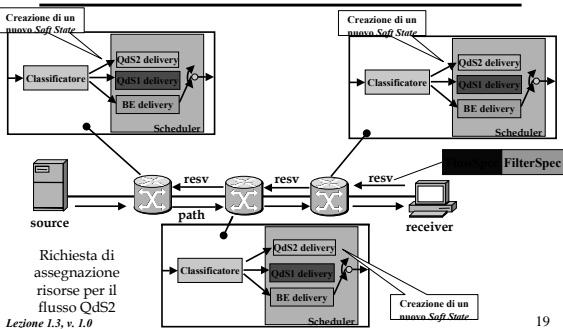 Creazione di un
nuovo Soft State
QdS2 delivery
Classificatore
QdS1 delivery
BE delivery
Scheduler
Creazione di un
nuovo Soft State
QdS2 delivery
Classificatore
QdS1 delivery
BE delivery
Scheduler
FlowSpec FilterSpec
resv
resv
resv
path
source
receiver
QdS2 delivery
Classificatore
QdS1 delivery
BE delivery
Scheduler
Creazione di un
nuovo Soft State
Richiesta di
assegnazione
risorse per il
flusso QdS2
Lezione 1.3, v. 1.0
19